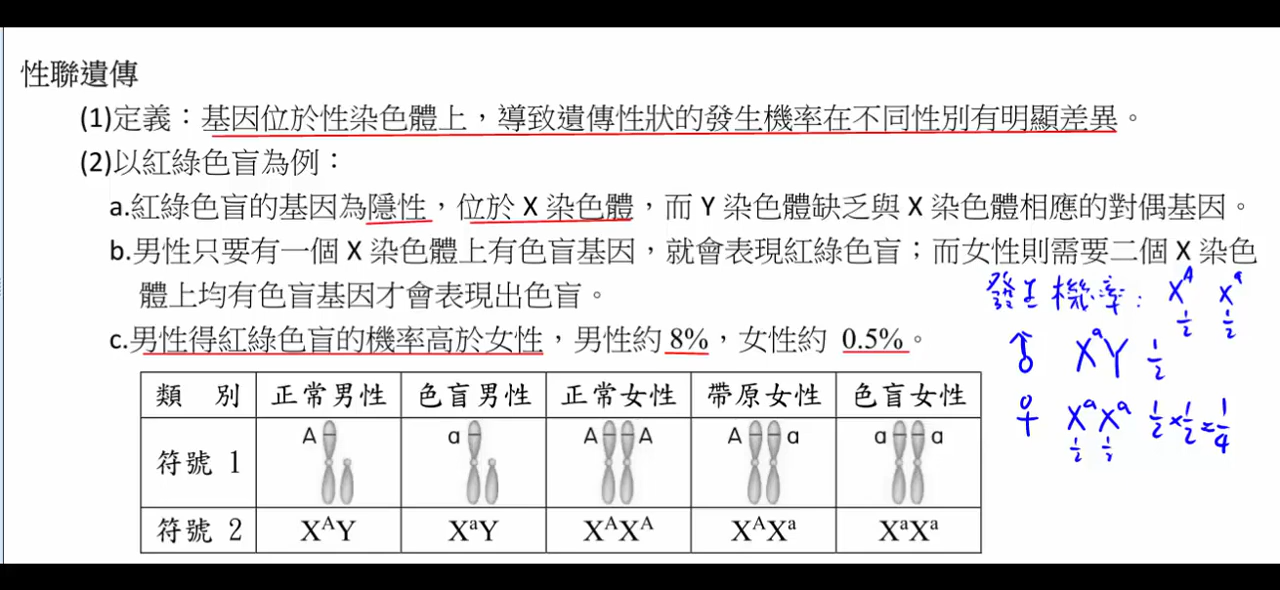 性聯遺傳
(1)定義：基因位於性染色體上，導致遺傳性狀的發生機率在不同性別有明顯差異。
(2)以紅綠色盲為例：
a.紅綠色盲的基因為隱性，位於 X 染色體，而 Y 染色體缺乏與 X 染色體相應的對偶基因。
b.男性只要有一個 X 染色體上有色盲基因，就會表現紅綠色盲；而女性則需要二個 X 染色
體上均有色盲基因才會表現出色盲。
c.男性得紅綠色盲的機率高於女性，男性約 8%，女性約 0.5%。
發生機率: Xᴬ Xᵃ
1/2 1/2
♂ XᵃY 1/2
♀ XᵃXᵃ 1/2×1/2=1/4
1/2 1/2
類 別 正常男性 色盲男性 正常女性 帶原女性 色盲女性
符號 1 A a A A A a a a
符號 2 XᴬY XᵃY XᴬXᴬ XᴬXᵃ XᵃXᵃ